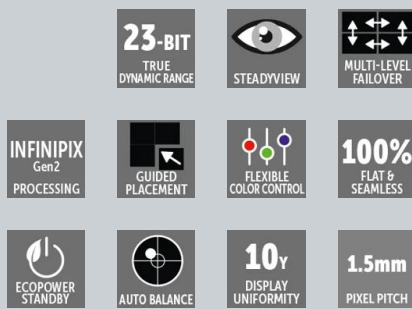 23-BIT
TRUE
DYNAMIC RANGE
STEADYVIEW
MULTI-LEVEL
FAILOVER
INFINIPIX
Gen2
PROCESSING
GUIDED
PLACEMENT
FLEXIBLE
COLOR CONTROL
100%
FLAT &
SEAMLESS
ECOPOWER
STANDBY
AUTO BALANCE
10Y
DISPLAY
UNIFORMITY
1.5mm
PIXEL PITCH